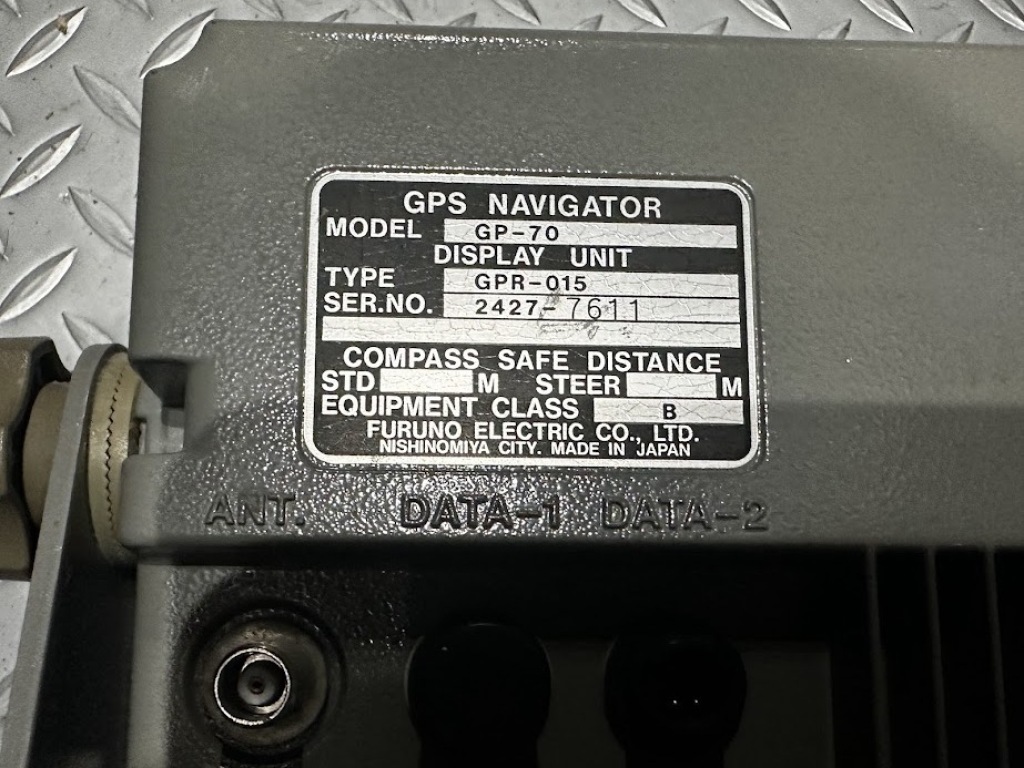 GPS NAVIGATOR
MODEL GP-70
DISPLAY UNIT
TYPE GPR-015
SER.NO. 2427-7611
COMPASS SAFE DISTANCE
STD M STEER M
EQUIPMENT CLASS B
FURUNO ELECTRIC CO., LTD.
NISHINOMIYA CITY. MADE IN JAPAN
ANT. DATA-1 DATA-2